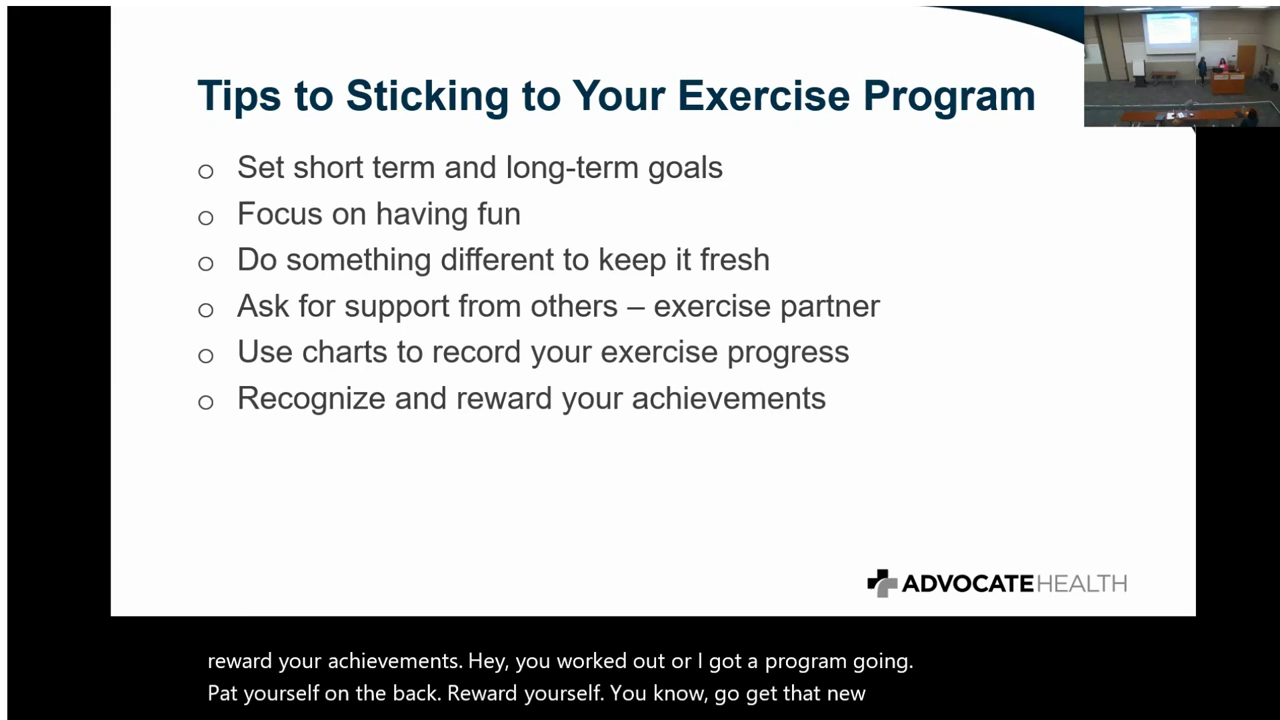 Tips to Sticking to Your Exercise Program
o Set short term and long-term goals
o Focus on having fun
o Do something different to keep it fresh
o Ask for support from others – exercise partner
o Use charts to record your exercise progress
o Recognize and reward your achievements
ADVOCATEHEALTH
reward your achievements. Hey, you worked out or I got a program going.
Pat yourself on the back. Reward yourself. You know, go get that new